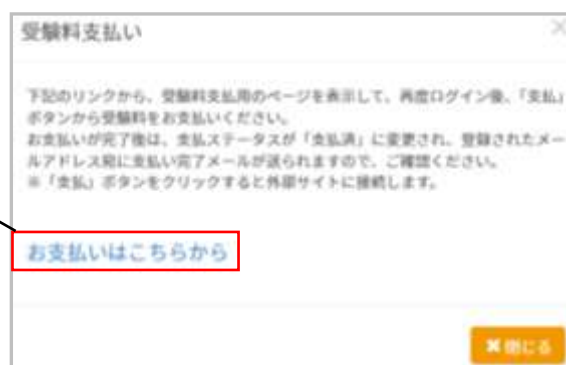 受験料支払い
下記のリンクから、受験料支払用のページを表示して、再度ログイン後、「支払」
ボタンから受験料をお支払いください。
お支払いが完了後は、支払ステータスが「支払済」に変更され、登録されたメー
ルアドレス宛に支払い完了メールが送られますので、ご確認ください。
※「支払」ボタンをクリックすると外部サイトに接続します。
お支払いはこちらから
✖閉じる